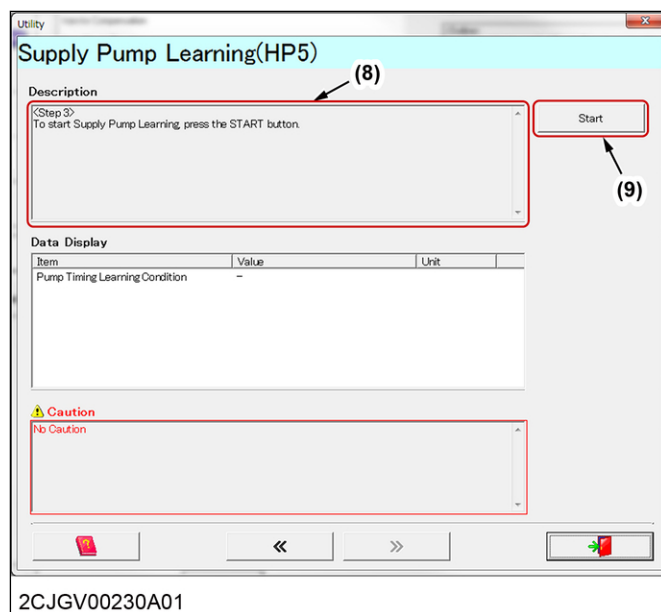 Utility
Supply Pump Learning(HP5)
(8)
Description
<Step 3>
To start Supply Pump Learning, press the START button.
Start
(9)
Data Display
Item Value Unit
Pump Timing Learning Condition –
Caution
No Caution
?
«
»
2CJGV00230A01